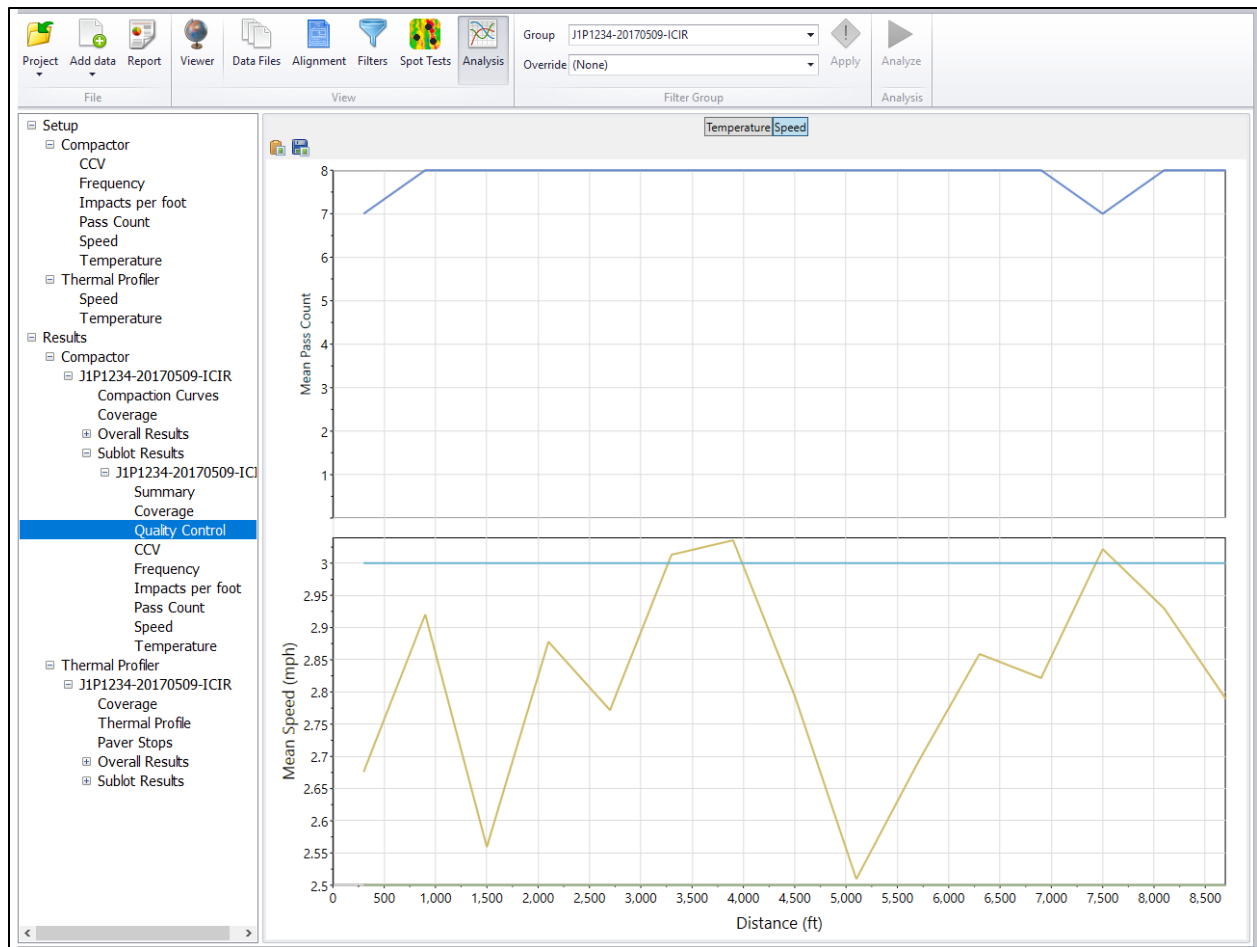 Project Add data Report Viewer Data Files Alignment Filters Spot Tests Analysis Group J1P1234-20170509-ICIR Apply Analyze
Override (None)
File View Filter Group Analysis
Setup
Compactor
CCV
Frequency
Impacts per foot
Pass Count
Speed
Temperature
Thermal Profiler
Speed
Temperature
Results
Compactor
J1P1234-20170509-ICIR
Compaction Curves
Coverage
Overall Results
Sublot Results
J1P1234-20170509-ICI
Summary
Coverage
Quality Control
CCV
Frequency
Impacts per foot
Pass Count
Speed
Temperature
Thermal Profiler
J1P1234-20170509-ICIR
Coverage
Thermal Profile
Paver Stops
Overall Results
Sublot Results
Temperature Speed
Mean Pass Count
8
7
6
5
4
3
2
1
Mean Speed (mph)
3
2.95
2.9
2.85
2.8
2.75
2.7
2.65
2.6
2.55
2.5
0 500 1,000 1,500 2,000 2,500 3,000 3,500 4,000 4,500 5,000 5,500 6,000 6,500 7,000 7,500 8,000 8,500
Distance (ft)